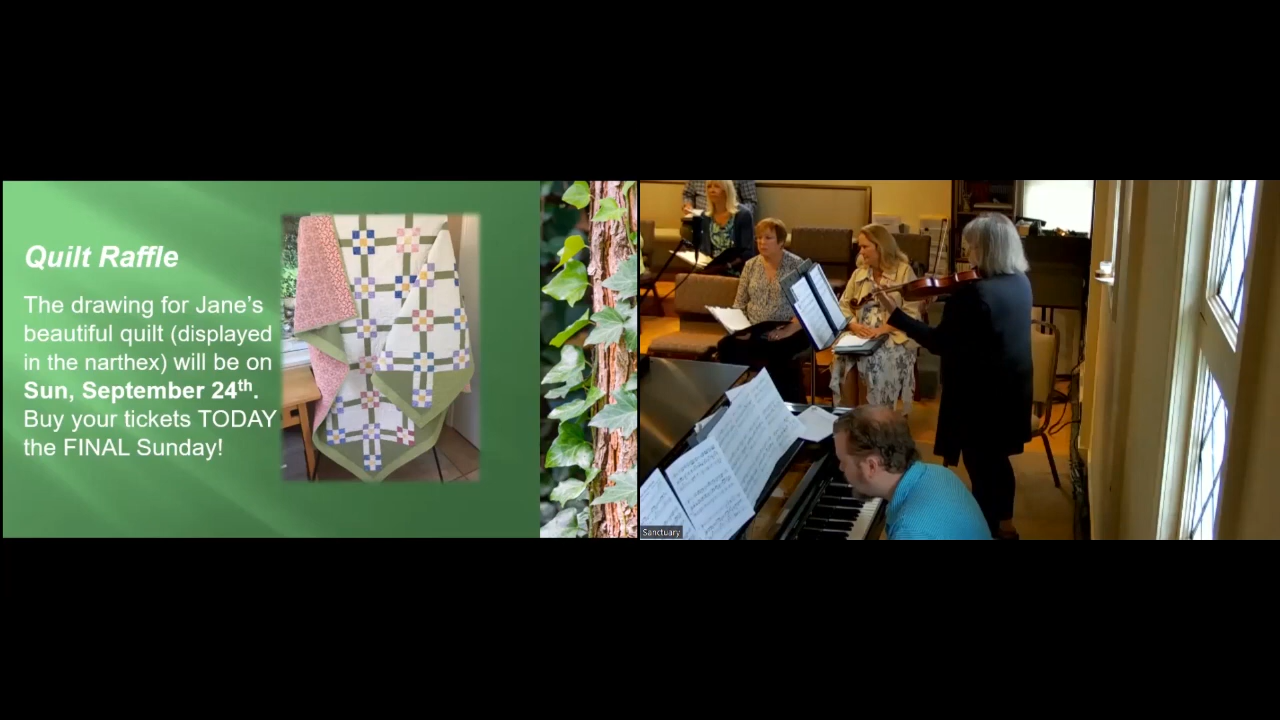 Quilt Raffle
The drawing for Jane's
beautiful quilt (displayed
in the narthex) will be on
Sun, September 24th.
Buy your tickets TODAY
the FINAL Sunday!
Sanctuary